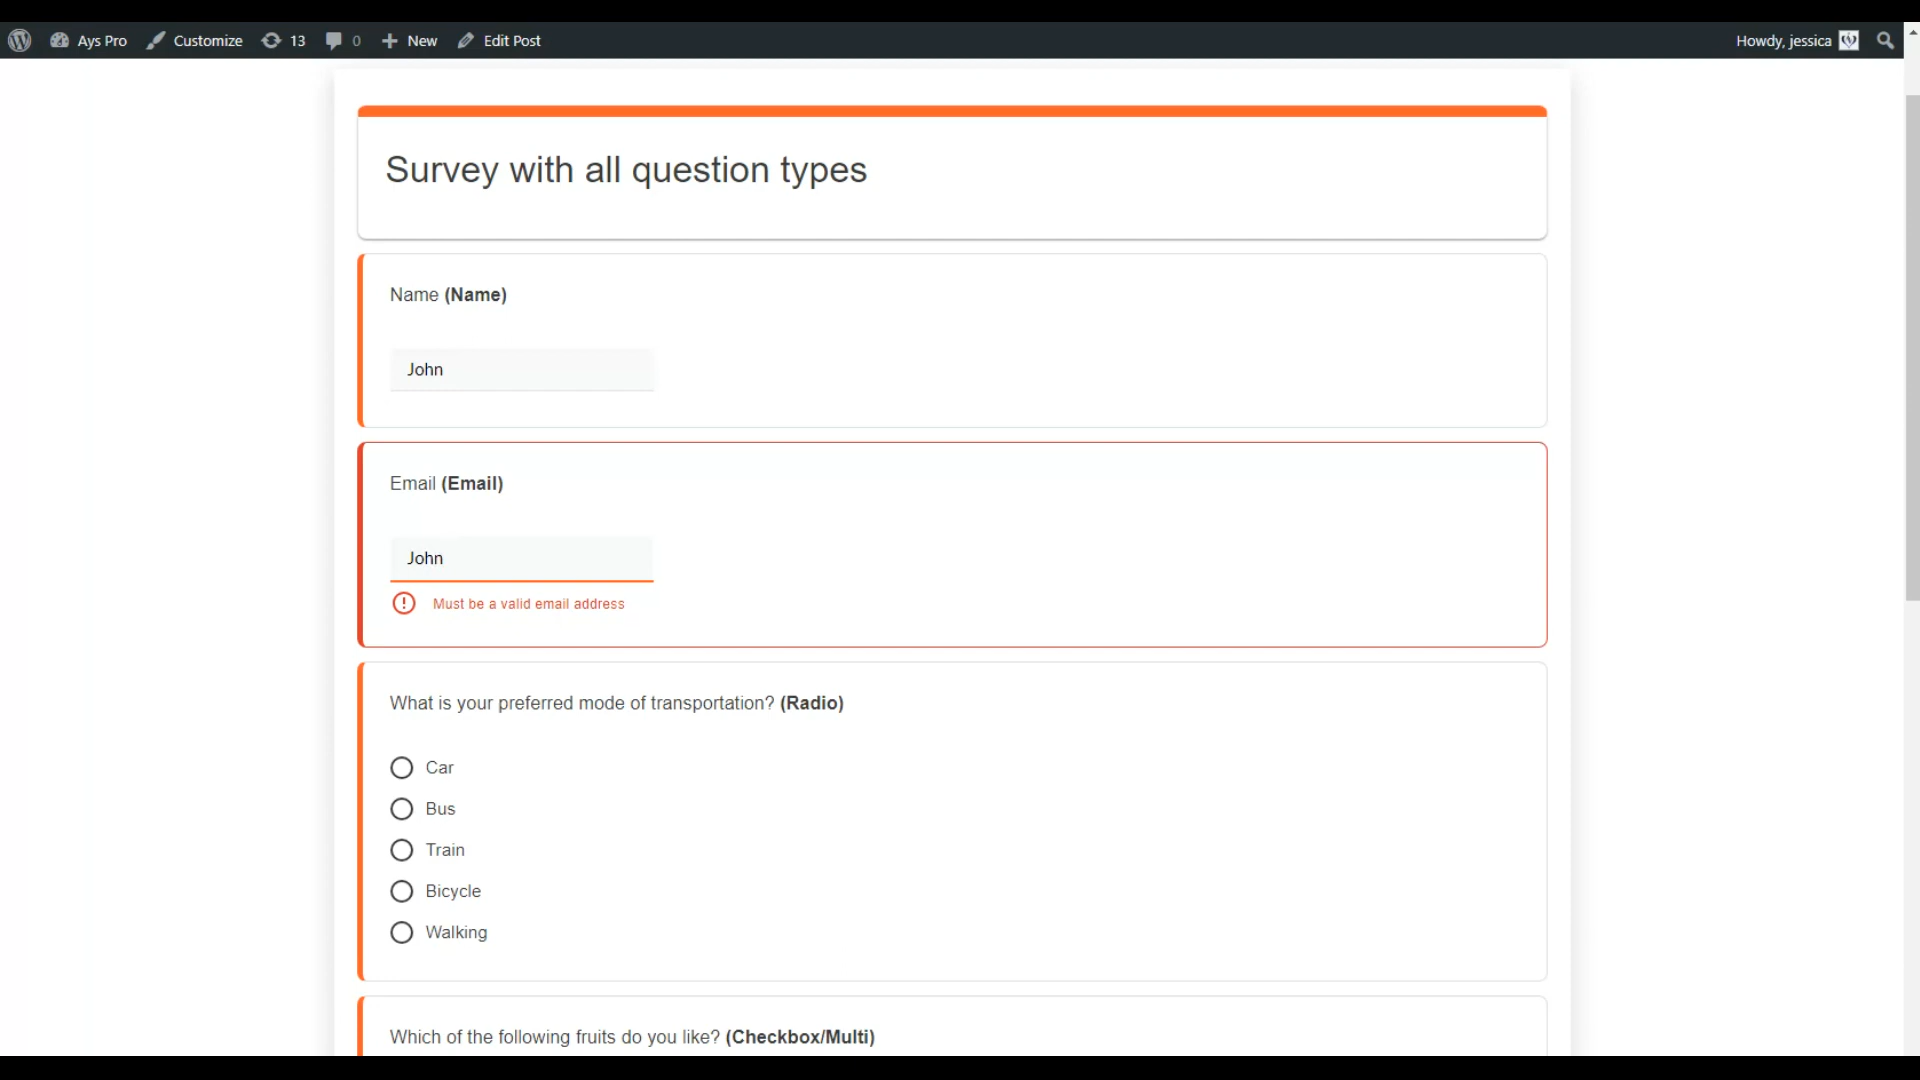 Ays Pro Customize 13 0 New Edit Post Howdy, jessica
Survey with all question types
Name (Name)
John
Email (Email)
John
Must be a valid email address
What is your preferred mode of transportation? (Radio)
Car
Bus
Train
Bicycle
Walking
Which of the following fruits do you like? (Checkbox/Multi)